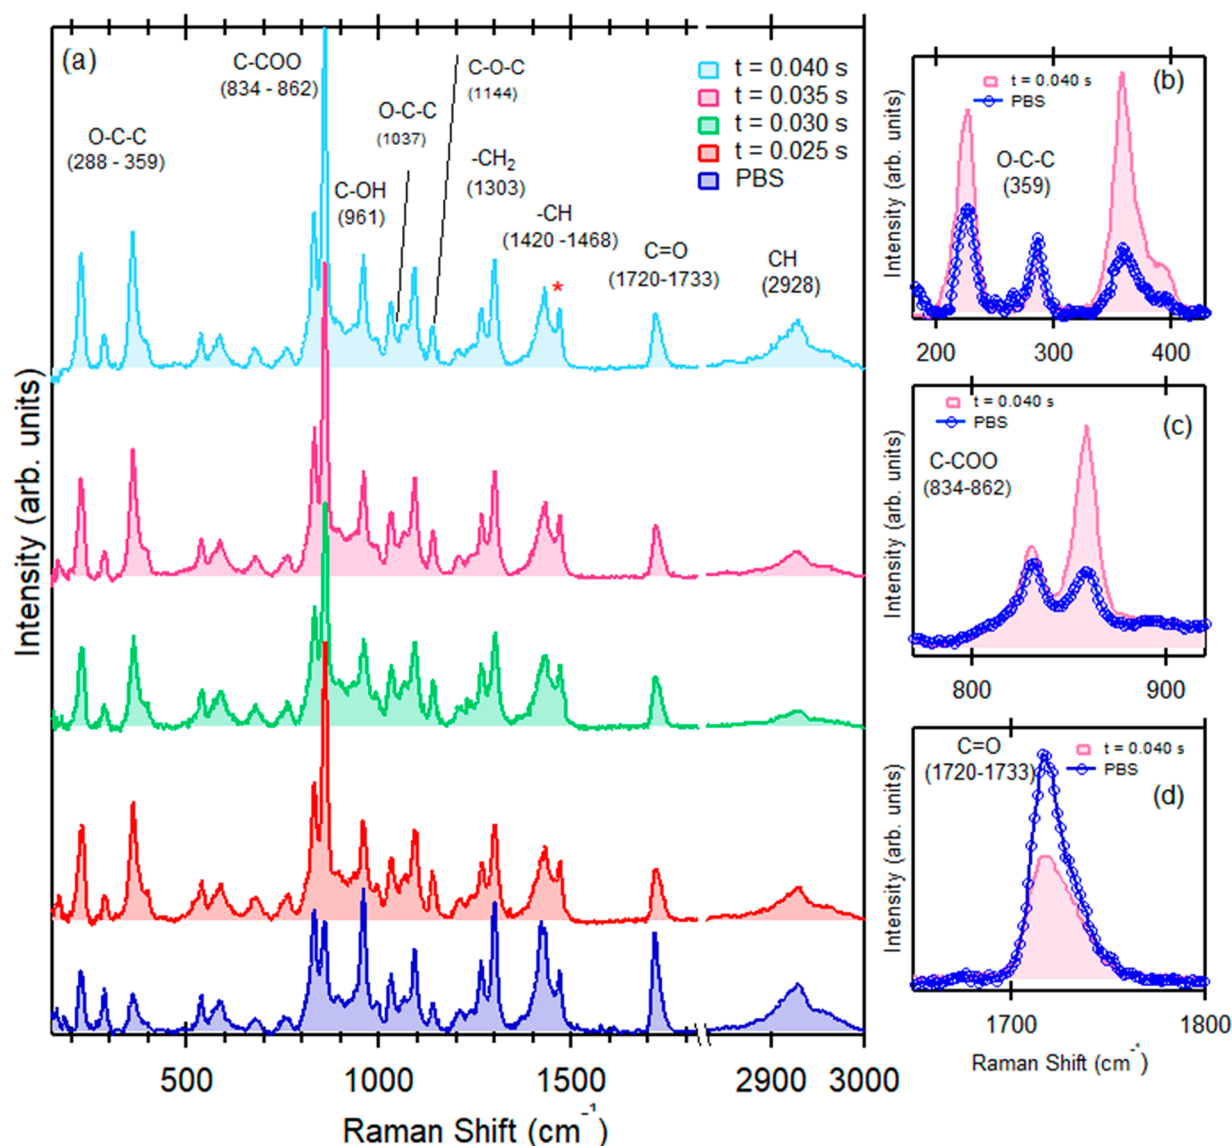 (a)
O-C-C
(288 - 359)
C-COO
(834 - 862)
C-OH
(961)
O-C-C
(1037)
C-O-C
(1144)
-CH₂
(1303)
-CH
(1420 -1468)
*
C=O
(1720-1733)
CH
(2928)
t = 0.040 s
t = 0.035 s
t = 0.030 s
t = 0.025 s
PBS
Intensity (arb. units)
500 1000 1500 2900 3000
Raman Shift (cm⁻¹)
(b)
t = 0.040 s
PBS
O-C-C
(359)
Intensity (arb. units)
200 300 400
(c)
t = 0.040 s
PBS
C-COO
(834-862)
Intensity (arb. units)
800 900
C=O
(1720-1733)
t = 0.040 s
PBS
(d)
Intensity (arb. units)
1700 1800
Raman Shift (cm⁻¹)